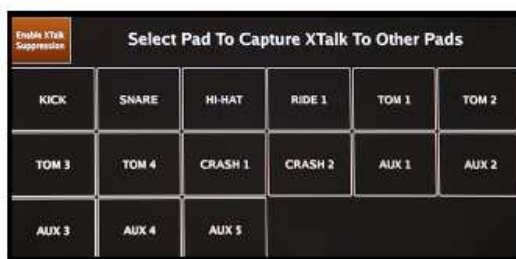 Enable XTalk
Suppression
Select Pad To Capture XTalk To Other Pads
KICK SNARE HI-HAT RIDE 1 TOM 1 TOM 2
TOM 3 TOM 4 CRASH 1 CRASH 2 AUX 1 AUX 2
AUX 3 AUX 4 AUX 5